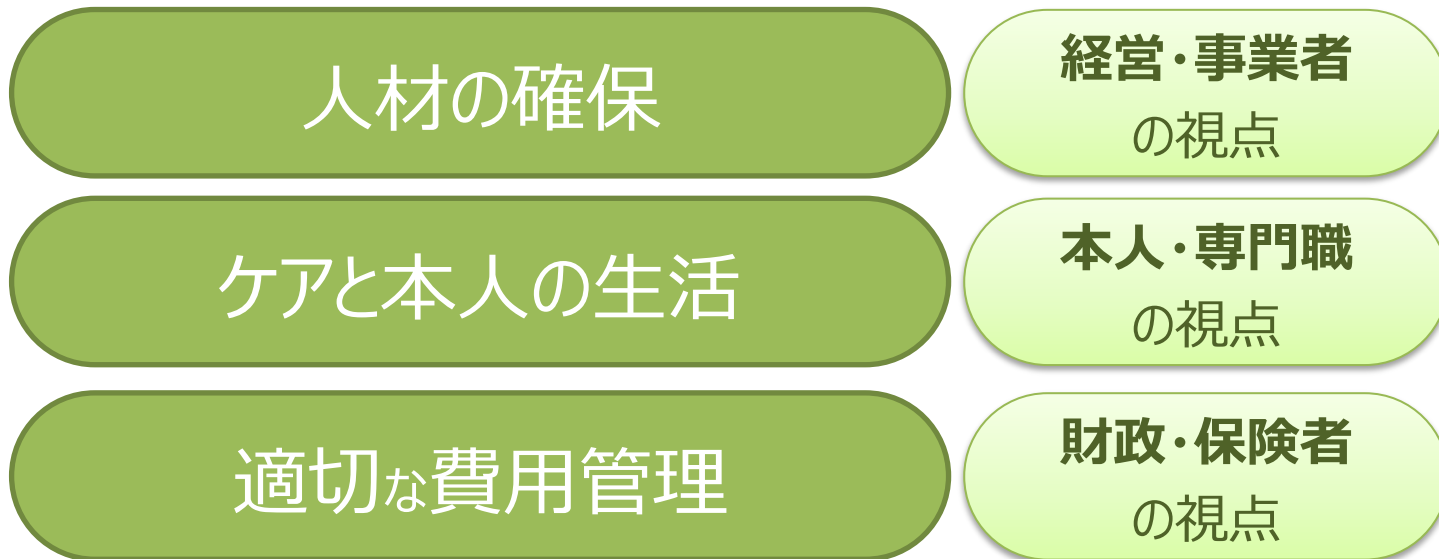 人材の確保
経営・事業者
の視点
ケアと本人の生活
本人・専門職
の視点
適切な費用管理
財政・保険者
の視点